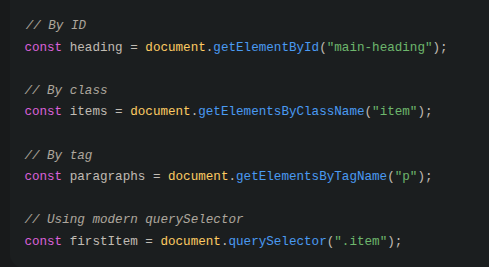 // By ID
const heading = document.getElementById("main-heading");
// By class
const items = document.getElementsByClassName("item");
// By tag
const paragraphs = document.getElementsByTagName("p");
// Using modern querySelector
const firstItem = document.querySelector(".item");